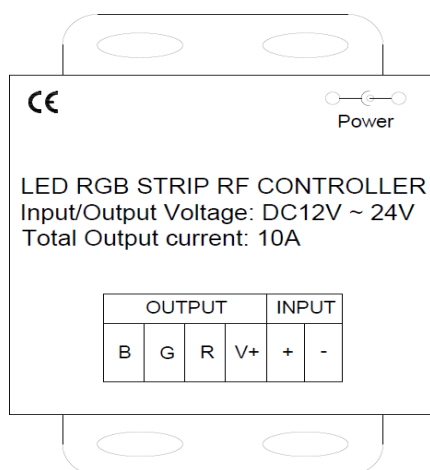 CE
Power
LED RGB STRIP RF CONTROLLER
Input/Output Voltage: DC12V ~ 24V
Total Output current: 10A
OUTPUT INPUT
B G R V+ + -